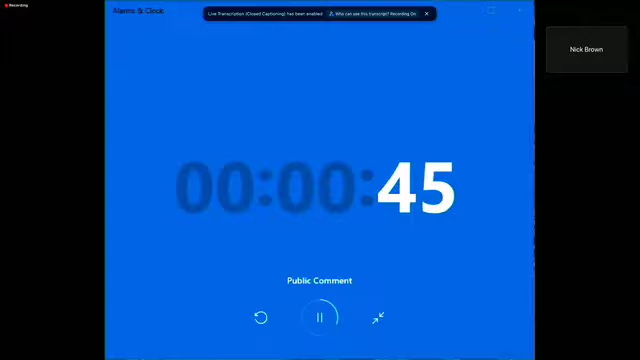 Recording
Alarms & Clock
Live Transcription (Closed Captioning) has been enabled
Who can see this transcript? Recording On
Nick Brown
00:00:45
Public Comment